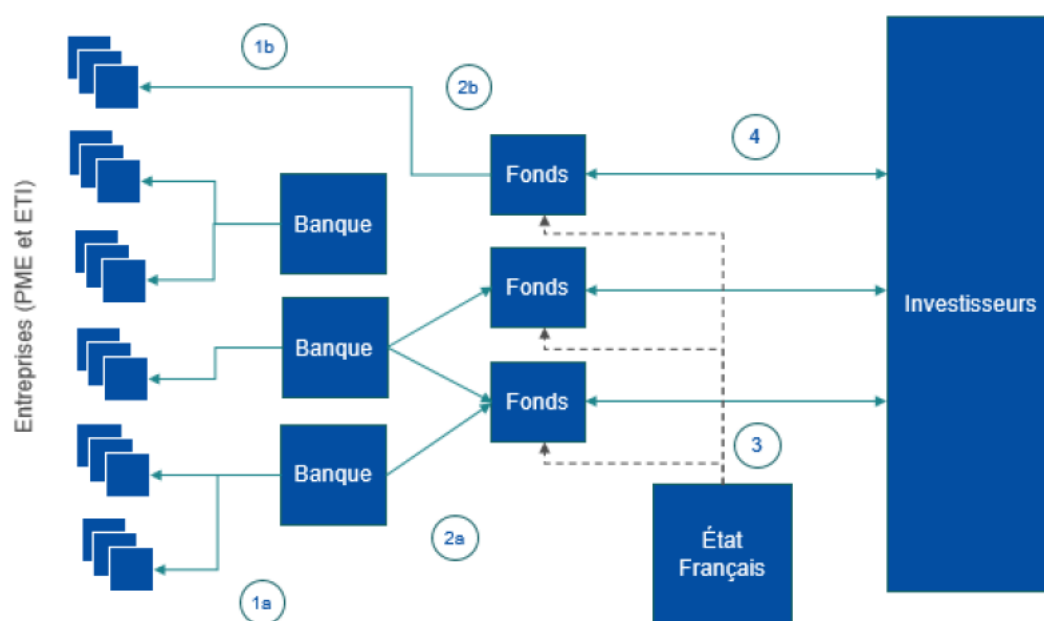 1b
2b
4
Fonds
Banque
Entreprises (PME et ETI)
Fonds
Investisseurs
Banque
Fonds
3
Banque
2a
État
Français
1a